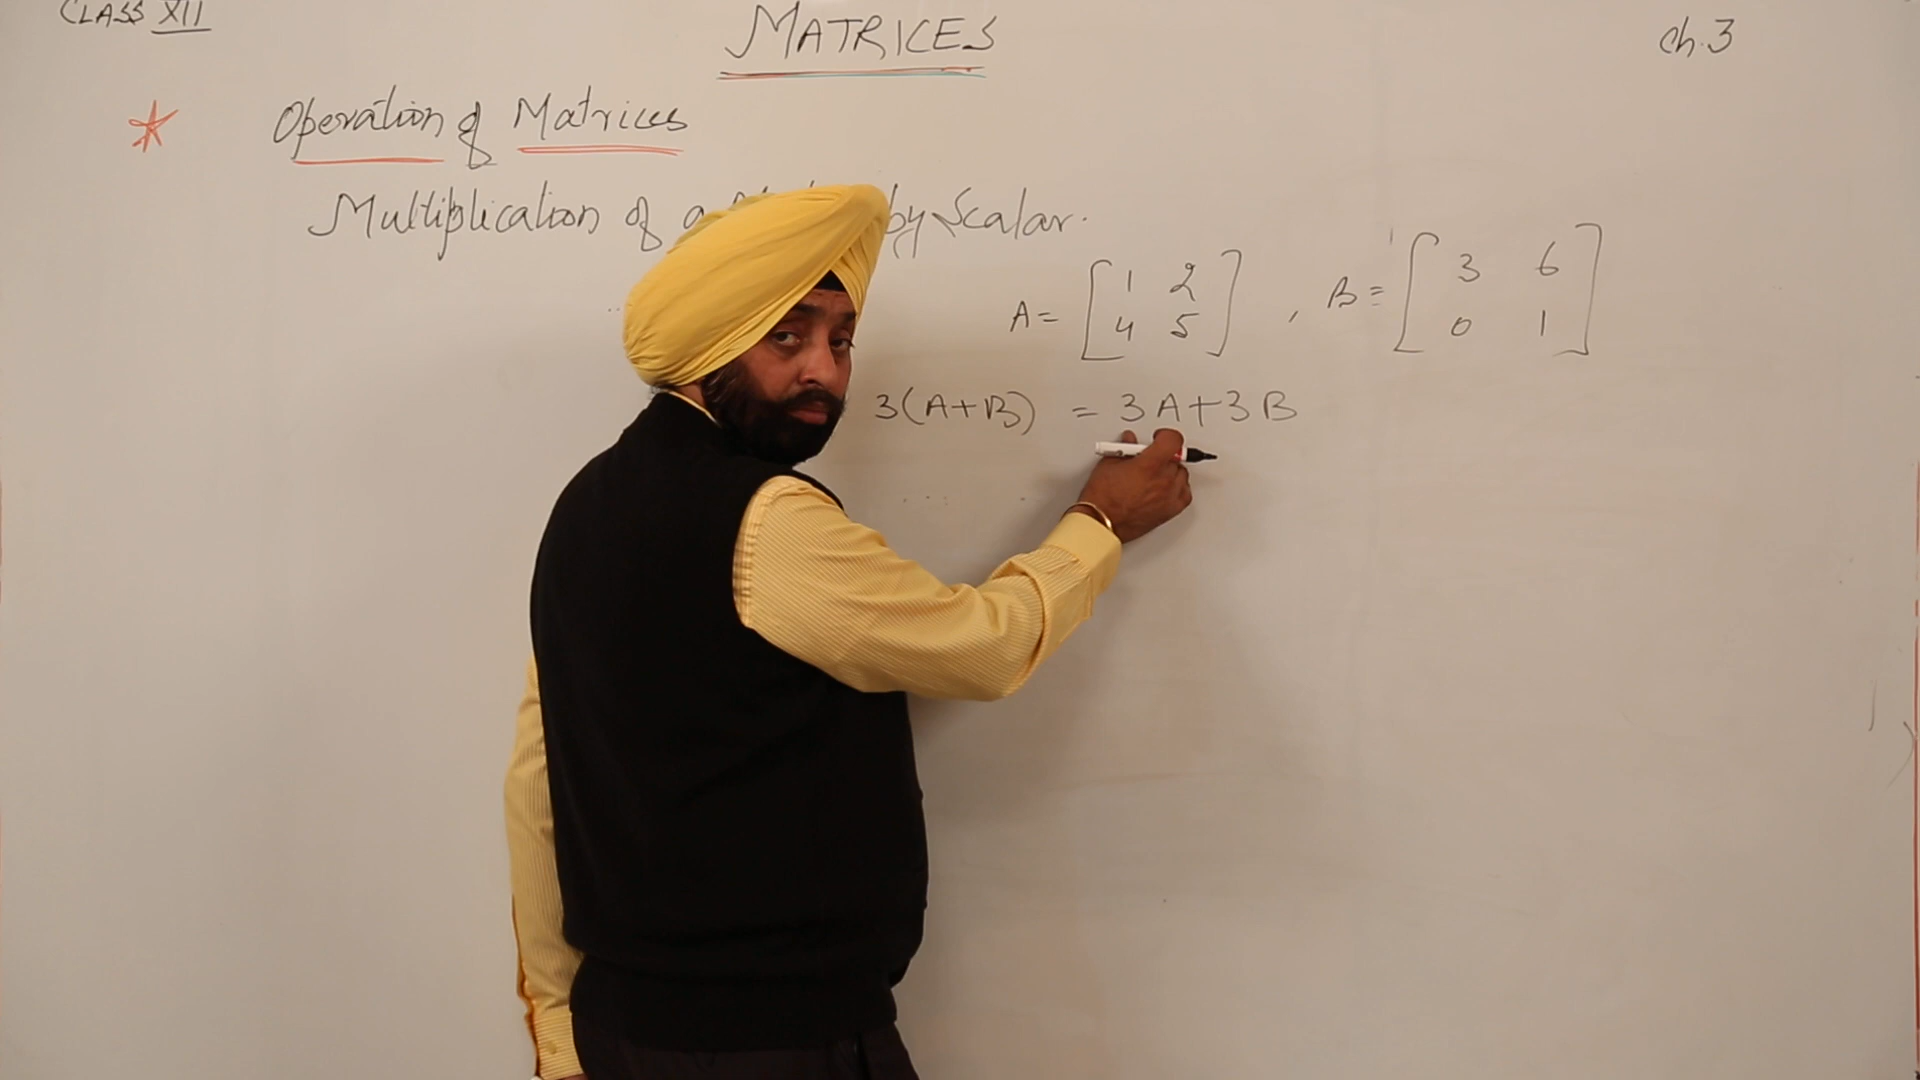 CLASS XII
MATRICES
Ch.3
* Operation of Matrices
Multiplication of a by Scalar.
A = [ 1 2
4 5 ] , B = [ 3 6
0 1 ]
3(A+B) = 3A+3B